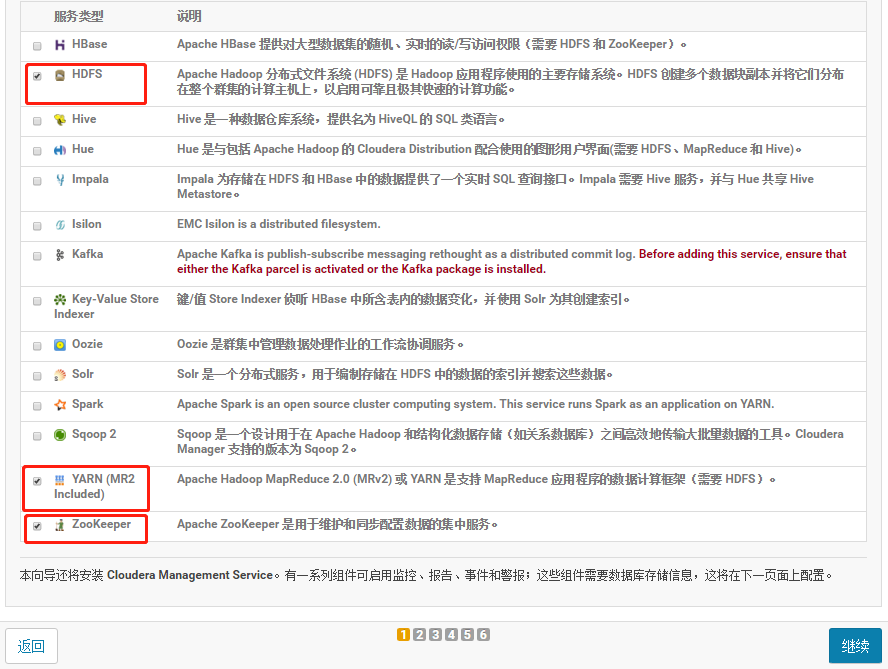 服务类型 说明
HBase Apache HBase 提供对大型数据集的随机、实时的读/写访问权限（需要 HDFS 和 ZooKeeper）。
HDFS Apache Hadoop 分布式文件系统 (HDFS) 是 Hadoop 应用程序使用的主要存储系统。HDFS 创建多个数据块副本并将它们分布
在整个群集的计算主机上，以启用可靠且极其快速的计算功能。
Hive Hive 是一种数据仓库系统，提供名为 HiveQL 的 SQL 类语言。
Hue Hue 是与包括 Apache Hadoop 的 Cloudera Distribution 配合使用的图形用户界面(需要 HDFS、MapReduce 和 Hive)。
Impala Impala 为存储在 HDFS 和 HBase 中的数据提供了一个实时 SQL 查询接口。Impala 需要 Hive 服务，并与 Hue 共享 Hive
Metastore。
Isilon EMC Isilon is a distributed filesystem.
Kafka Apache Kafka is publish-subscribe messaging rethought as a distributed commit log. Before adding this service, ensure that
either the Kafka parcel is activated or the Kafka package is installed.
Key-Value Store 键/值 Store Indexer 侦听 HBase 中所含表内的数据变化，并使用 Solr 为其创建索引。
Indexer
Oozie Oozie 是群集中管理数据处理作业的工作流协调服务。
Solr Solr 是一个分布式服务，用于编制存储在 HDFS 中的数据的索引并搜索这些数据。
Spark Apache Spark is an open source cluster computing system. This service runs Spark as an application on YARN.
Sqoop 2 Sqoop 是一个设计用于在 Apache Hadoop 和结构化数据存储（如关系数据库）之间高效地传输大批量数据的工具。Cloudera
Manager 支持的版本为 Sqoop 2。
YARN (MR2 Apache Hadoop MapReduce 2.0 (MRv2) 或 YARN 是支持 MapReduce 应用程序的数据计算框架（需要 HDFS）。
Included)
ZooKeeper Apache ZooKeeper 是用于维护和同步配置数据的集中服务。
本向导还将安装 Cloudera Management Service。有一系列组件可启用监控、报告、事件和警报；这些组件需要数据库存储信息，这将在下一页面上配置。
返回 1 2 3 4 5 6 继续